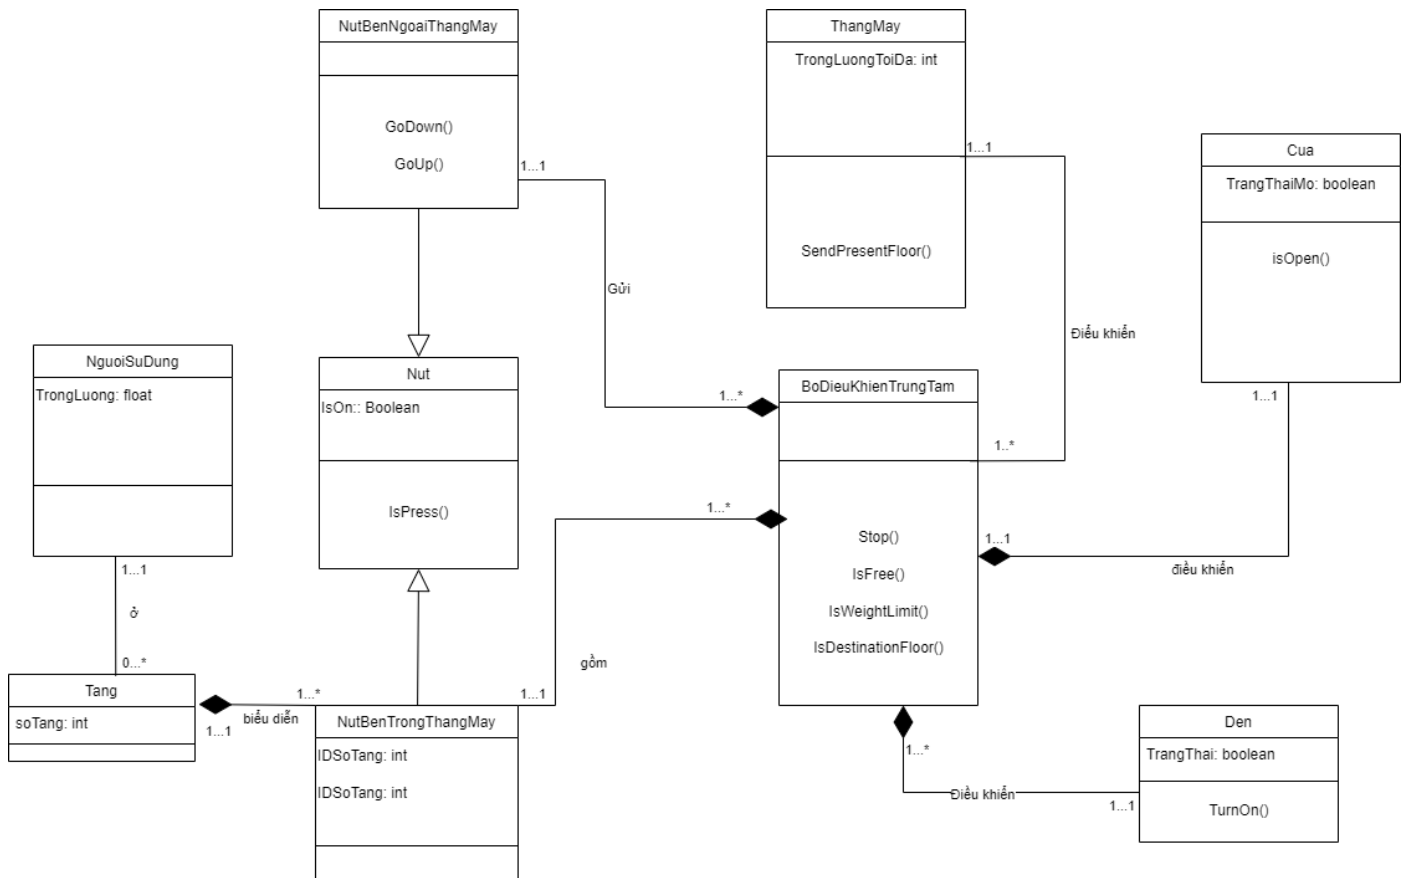 NutBenNgoaiThangMay
GoDown()
GoUp()
1...1
ThangMay
TrongLuongToiDa: int
1...1
SendPresentFloor()
Cua
TrangThaiMo: boolean
isOpen()
1...1
Gửi
Điểu khiển
NguoiSuDung
TrongLuong: float
1...1
ở
0...*
Nut
IsOn:: Boolean
IsPress()
1...*
BoDieuKhienTrungTam
1..*
Stop()
IsFree()
IsWeightLimit()
IsDestinationFloor()
1...*
1...1
điều khiển
gồm
1...1
Tang
soTang: int
1...1
biểu diễn
1...*
NutBenTrongThangMay
IDSoTang: int
IDSoTang: int
1...*
Điều khiển
1...1
Den
TrangThai: boolean
TurnOn()